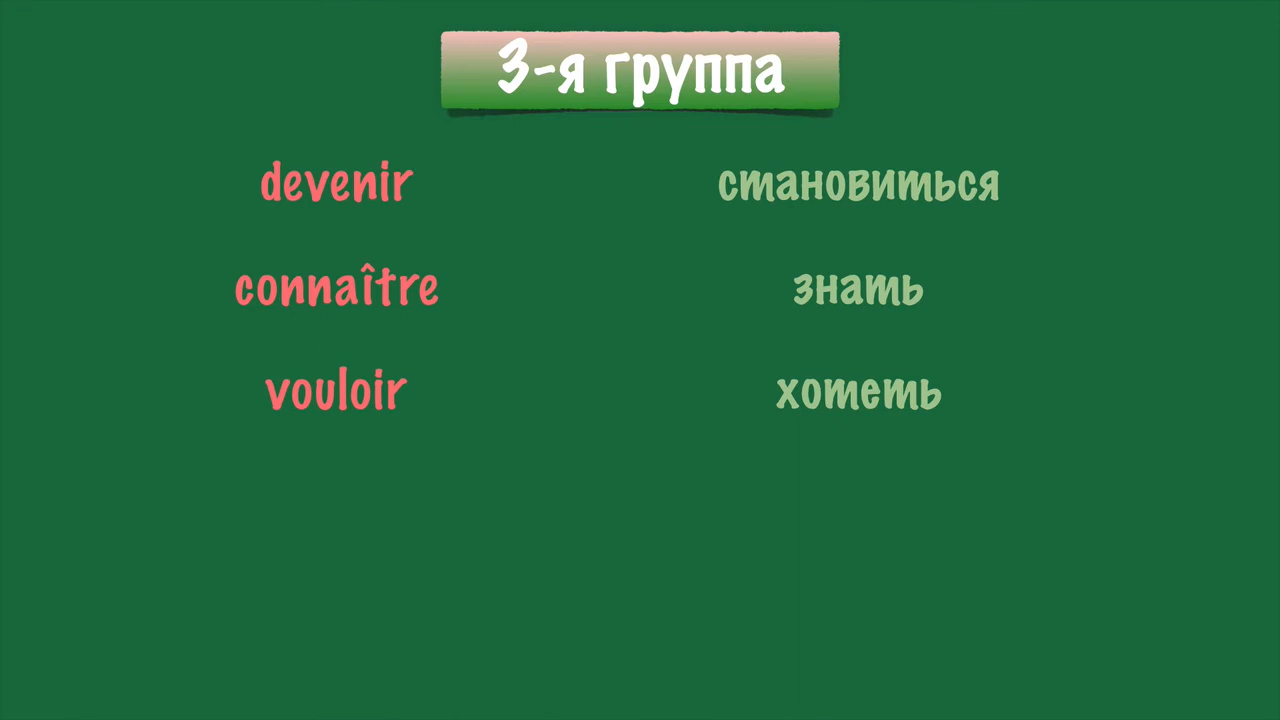 3-я группа
devenir становиться
connaître знать
vouloir хотеть